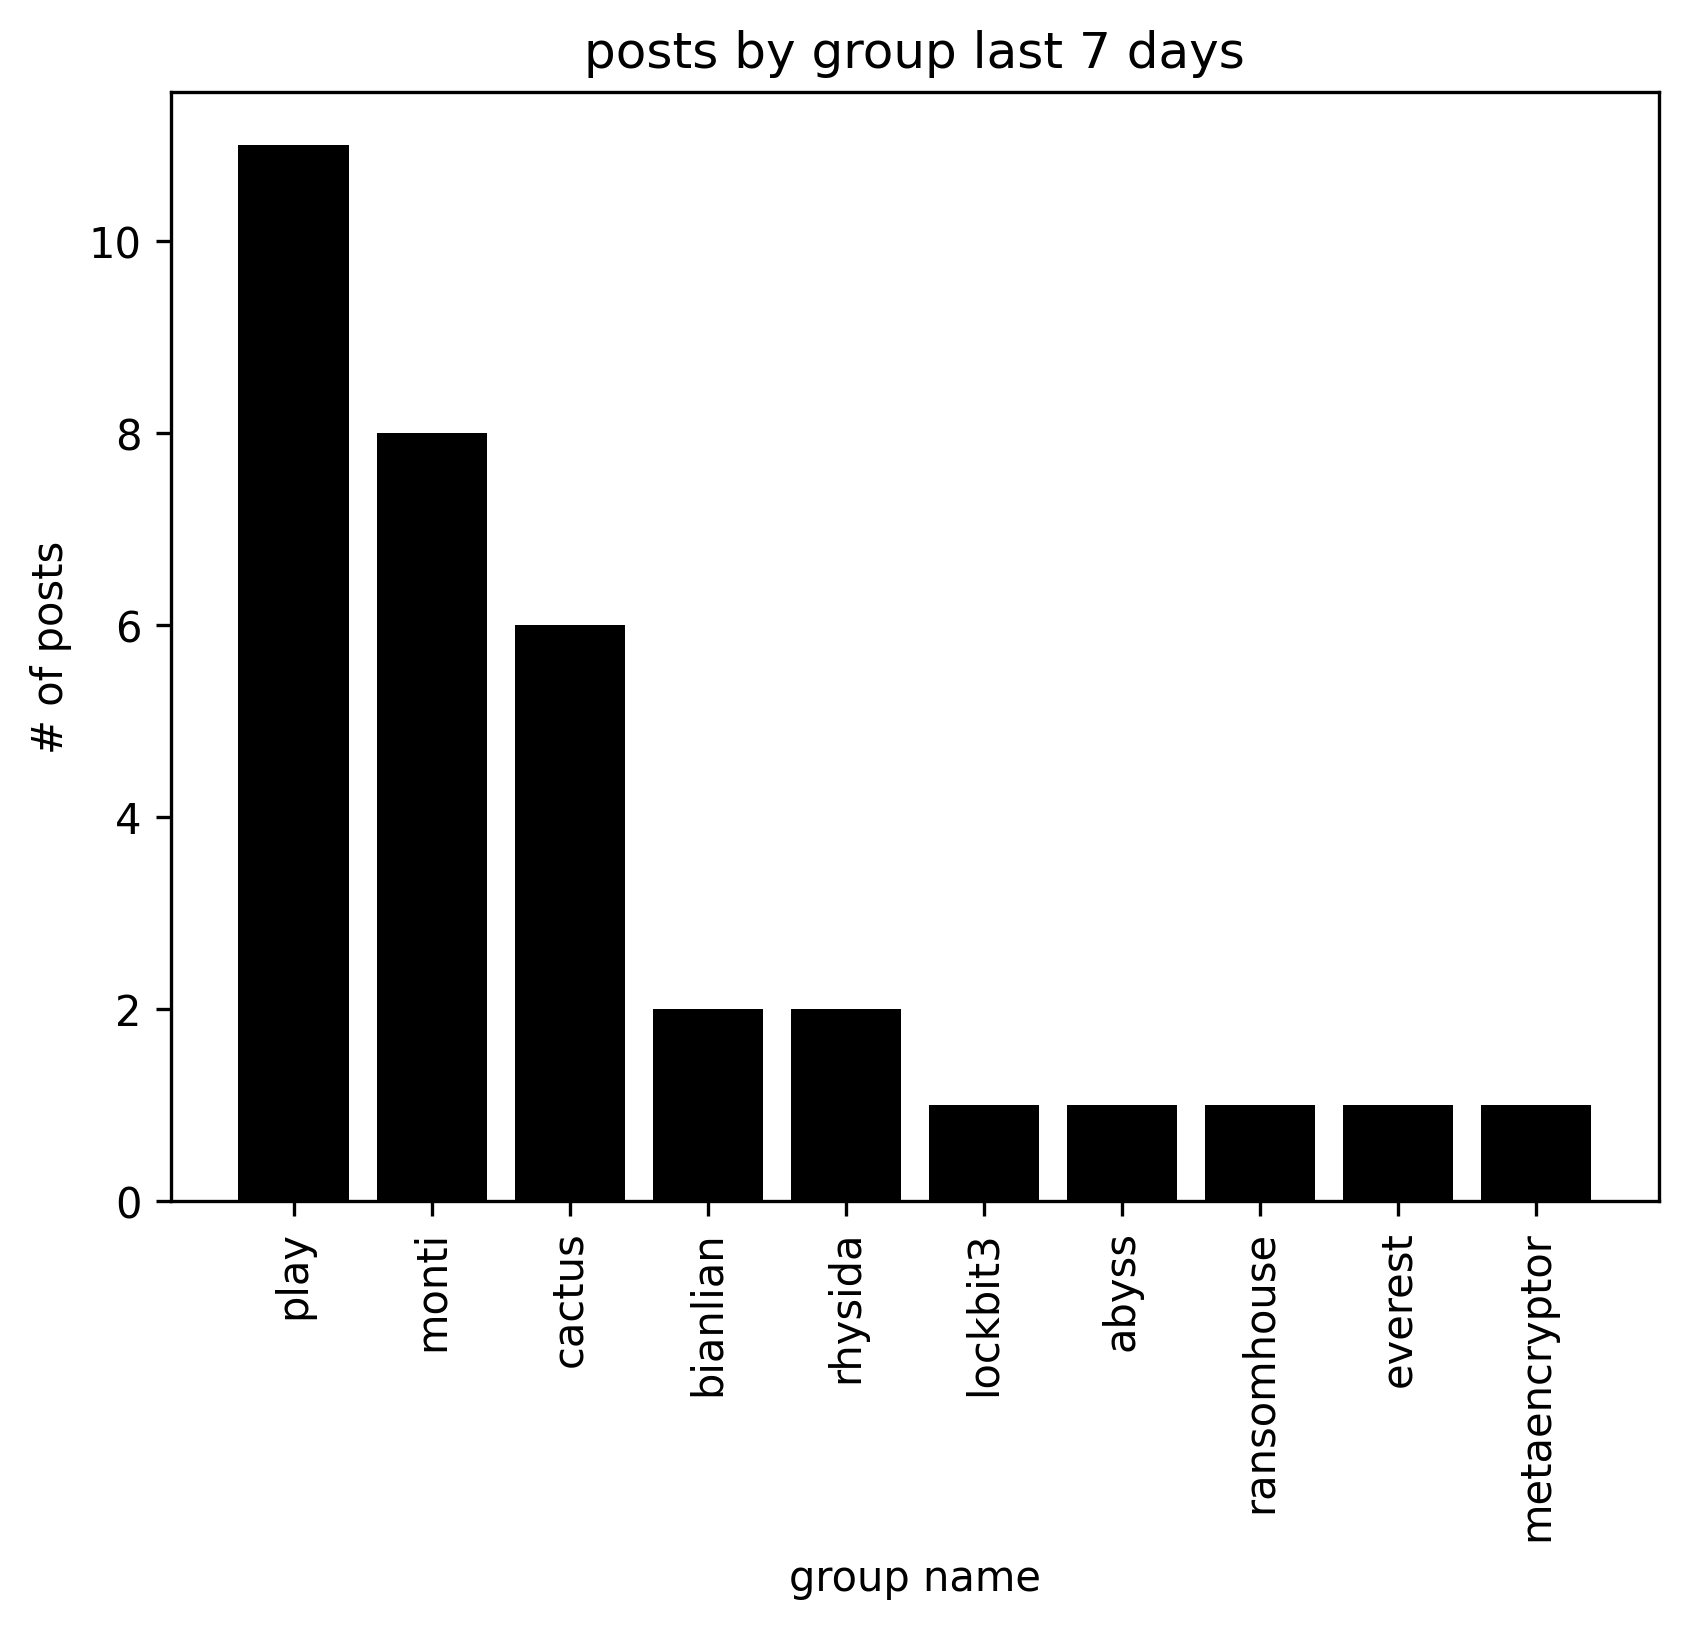 posts by group last 7 days
# of posts
10
8
6
4
2
0
play
monti
cactus
bianlian
rhysida
lockbit3
abyss
ransomhouse
everest
metaencryptor
group name